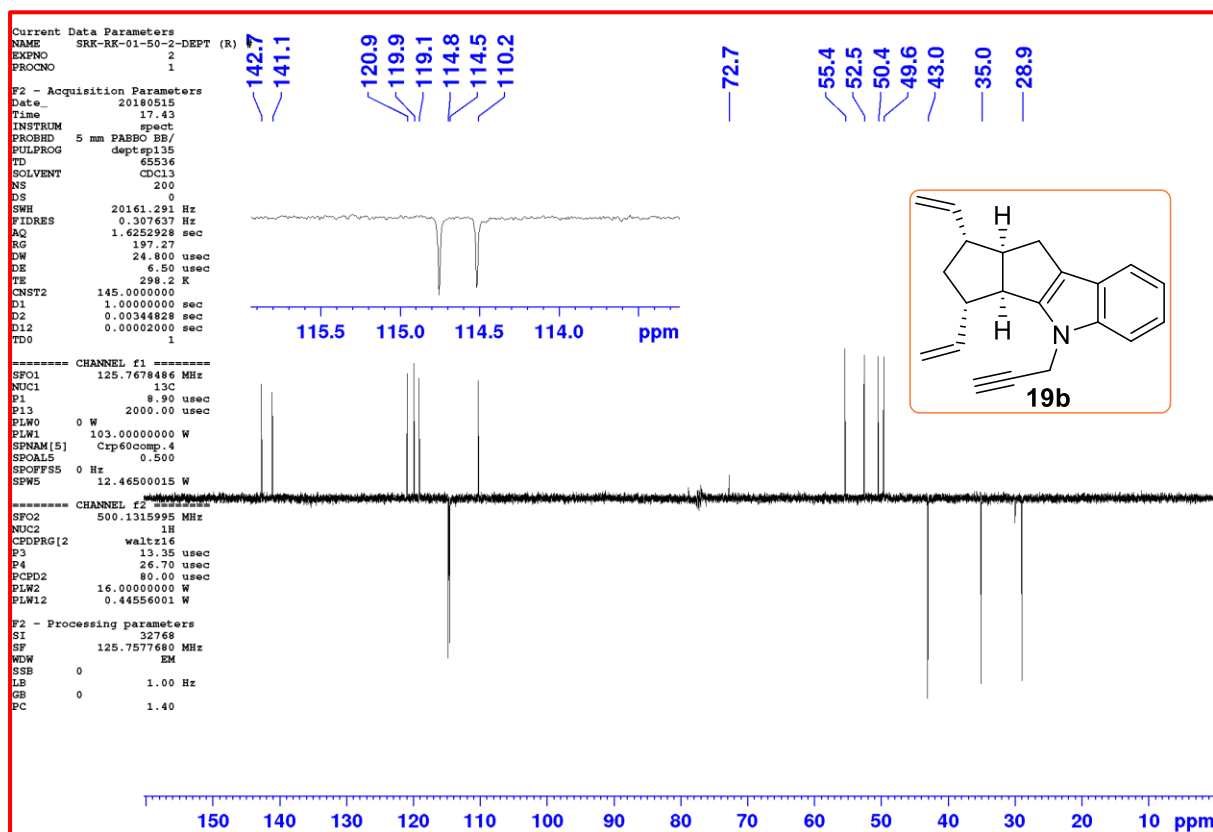 Current Data Parameters
NAME SRK-RK-01-50-2-DEPT (R) #
EXPNO 2
PROCNO 1
F2 - Acquisition Parameters
Date_ 20180515
Time 17.43
INSTRUM spect
PROBHD 5 mm PABBO BB/
PULPROG deptsp135
TD 65536
SOLVENT CDCl3
NS 200
DS 0
SWH 20161.291 Hz
FIDRES 0.307637 Hz
AQ 1.6252928 sec
RG 197.27
DW 24.800 usec
DE 6.50 usec
TE 298.2 K
CNST2 145.0000000
D1 1.00000000 sec
D2 0.00344828 sec
D12 0.00002000 sec
TD0 1
======== CHANNEL f1 ========
SFO1 125.7678486 MHz
NUC1 13C
P1 8.90 usec
P13 2000.00 usec
PLW0 0 W
PLW1 103.00000000 W
SPNAM[5] Crp60comp.4
SPOAL5 0.500
SPOFFS5 0 Hz
SPW5 12.46500015 W
======== CHANNEL f2 ========
SFO2 500.1315995 MHz
NUC2 1H
CPDPRG[2 waltz16
P3 13.35 usec
P4 26.70 usec
PCPD2 80.00 usec
PLW2 16.00000000 W
PLW12 0.44556001 W
F2 - Processing parameters
SI 32768
SF 125.7577680 MHz
WDW EM
SSB 0
LB 1.00 Hz
GB 0
PC 1.40
142.7
141.1
120.9
119.9
119.1
114.8
114.5
110.2
72.7
55.4
52.5
50.4
49.6
43.0
35.0
28.9
115.5 115.0 114.5 114.0 ppm
H
H
N
19b
150 140 130 120 110 100 90 80 70 60 50 40 30 20 10 ppm